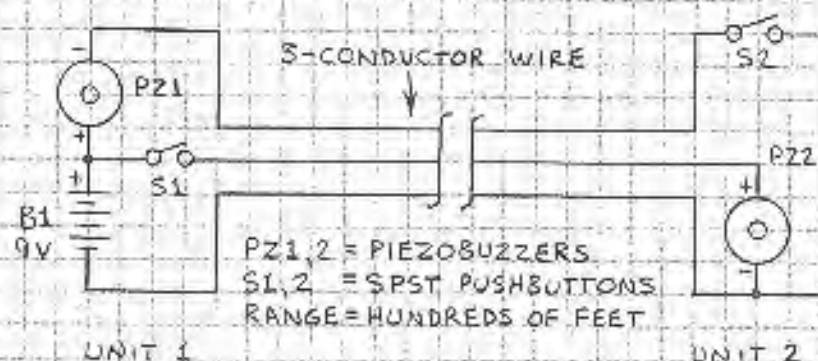 3-CONDUCTOR WIRE
S2
PZ1
+
S1
+
B1
9V
PZ2
+
-
-
PZ1,2 = PIEZOBUZZERS
S1,2 = SPST PUSHBUTTONS
RANGE = HUNDREDS OF FEET
UNIT 1
UNIT 2